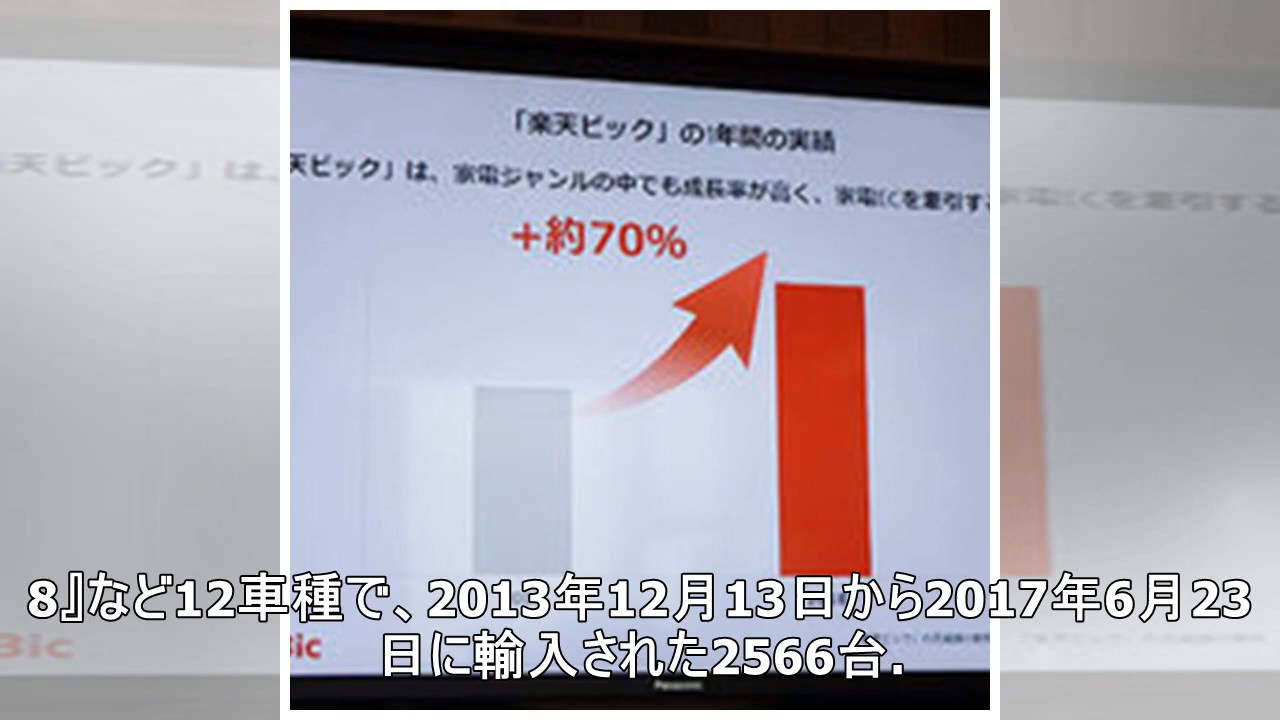 「楽天ビック」の1年間の実績
天ビック」は、家電ジャンルの中でも成長率が高く、家電ECを牽引す
+約70%
8』など12車種で、2013年12月13日から2017年6月23
日に輸入された2566台.
Bic
Panasonic